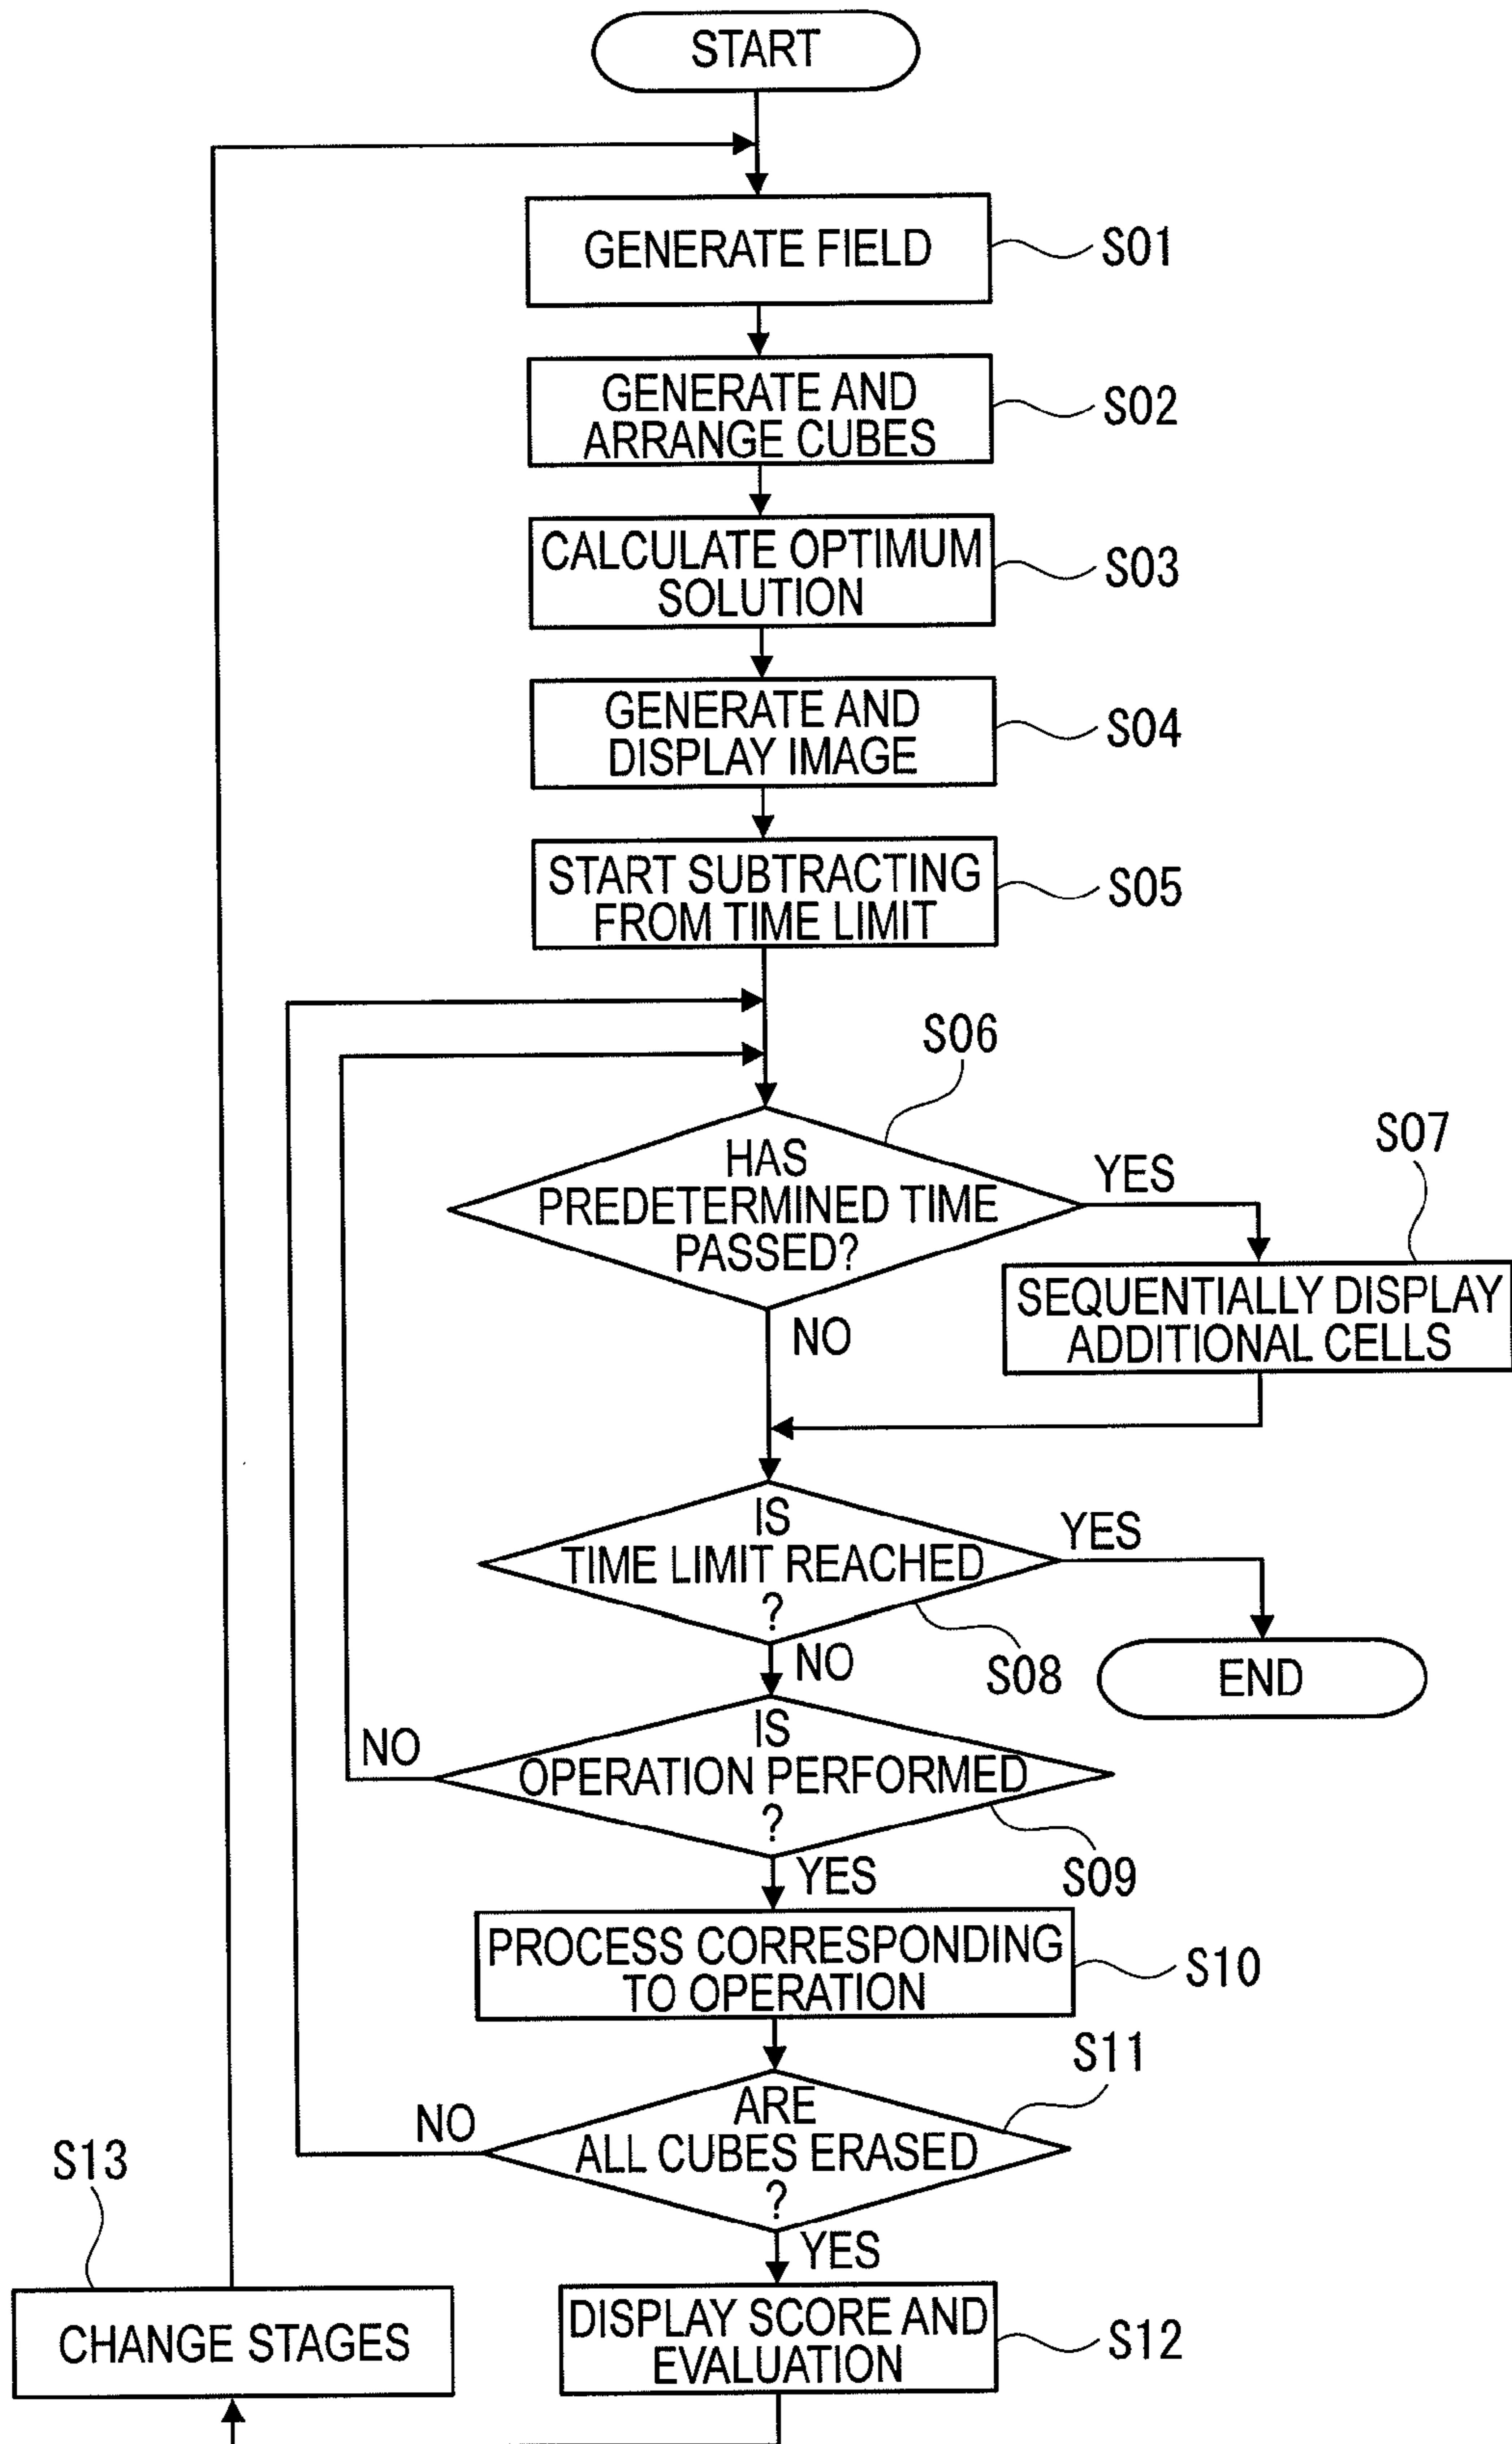 START
GENERATE FIELD
S01
GENERATE AND
ARRANGE CUBES
S02
CALCULATE OPTIMUM
SOLUTION
S03
GENERATE AND
DISPLAY IMAGE
S04
START SUBTRACTING
FROM TIME LIMIT
S05
S06
HAS
PREDETERMINED TIME
PASSED?
YES
S07
SEQUENTIALLY DISPLAY
ADDITIONAL CELLS
NO
IS
TIME LIMIT REACHED
?
YES
S08
END
NO
IS
OPERATION PERFORMED
?
NO
S09
YES
PROCESS CORRESPONDING
TO OPERATION
S10
S11
ARE
ALL CUBES ERASED
?
NO
YES
S13
CHANGE STAGES
DISPLAY SCORE AND
EVALUATION
S12